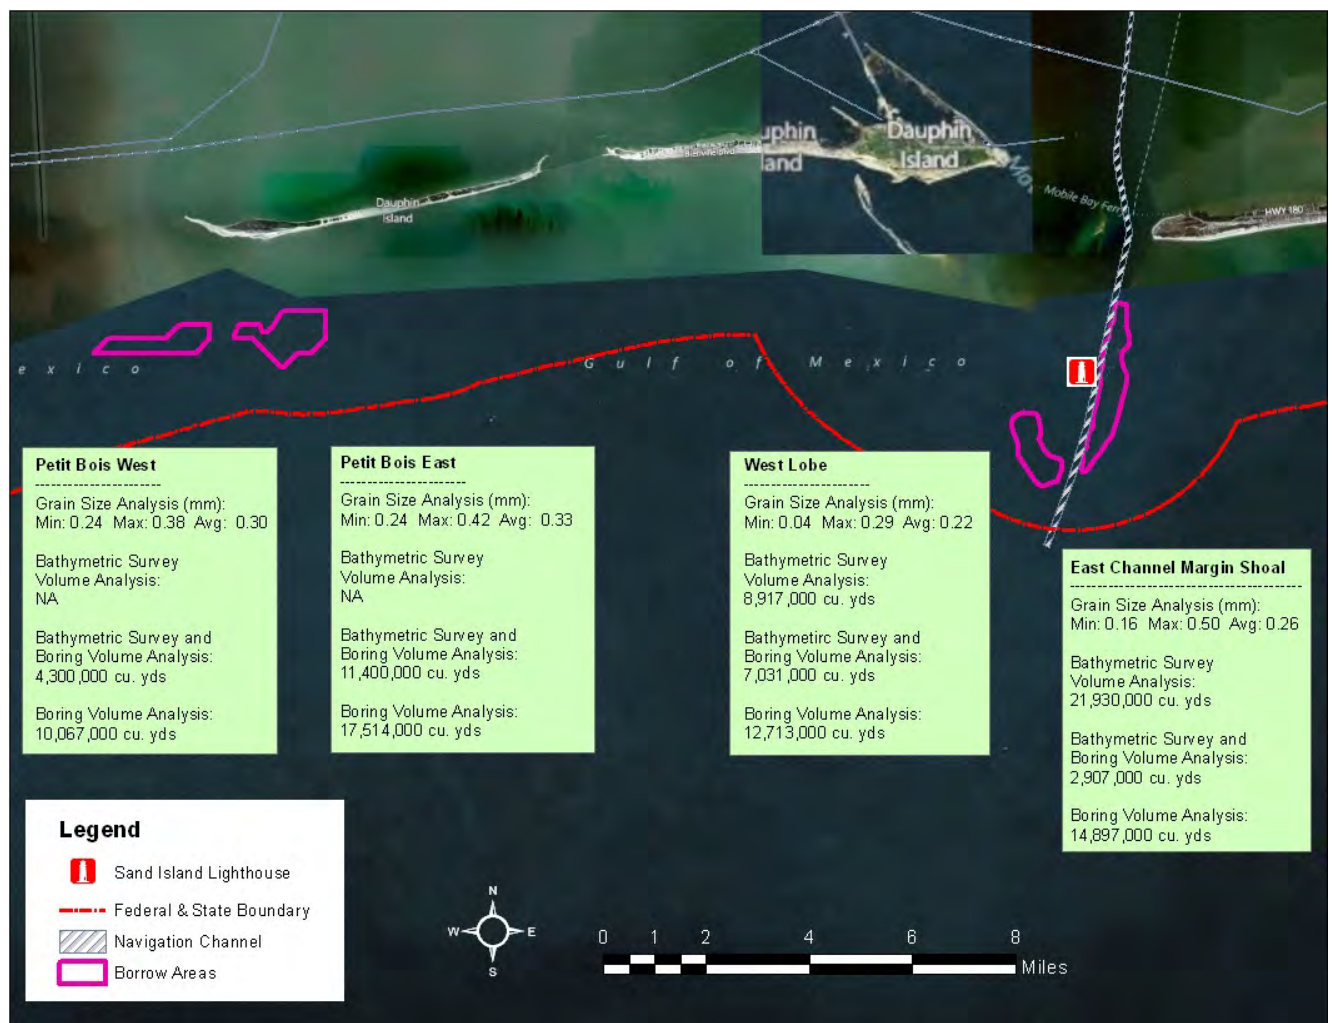 uphin
and
Dauphin
Island
Mo
Dauphin
Island
Mobile Bay Ferr
HWY 180
e x i c o
G u l f o f M e x i c o
Petit Bois West
-----------------------
Grain Size Analysis (mm):
Min: 0.24 Max: 0.38 Avg: 0.30
Bathymetric Survey
Volume Analysis:
NA
Bathymetric Survey and
Boring Volume Analysis:
4,300,000 cu. yds
Boring Volume Analysis:
10,067,000 cu. yds
Petit Bois East
-----------------------
Grain Size Analysis (mm):
Min: 0.24 Max: 0.42 Avg: 0.33
Bathymetric Survey
Volume Analysis:
NA
Bathymetric Survey and
Boring Volume Analysis:
11,400,000 cu. yds
Boring Volume Analysis:
17,514,000 cu. yds
West Lobe
-----------------------
Grain Size Analysis (mm):
Min: 0.04 Max: 0.29 Avg: 0.22
Bathymetric Survey
Volume Analysis:
8,917,000 cu. yds
Bathymetirc Survey and
Boring Volume Analysis:
7,031,000 cu. yds
Boring Volume Analysis:
12,713,000 cu. yds
East Channel Margin Shoal
------------------------------------------
Grain Size Analysis (mm):
Min: 0.16 Max: 0.50 Avg: 0.26
Bathymetric Survey
Volume Analysis:
21,930,000 cu. yds
Bathymetric Survey and
Boring Volume Analysis:
2,907,000 cu. yds
Boring Volume Analysis:
14,897,000 cu. yds
Legend
Sand Island Lighthouse
Federal & State Boundary
Navigation Channel
Borrow Areas
N
W E
S
0 1 2 4 6 8
Miles